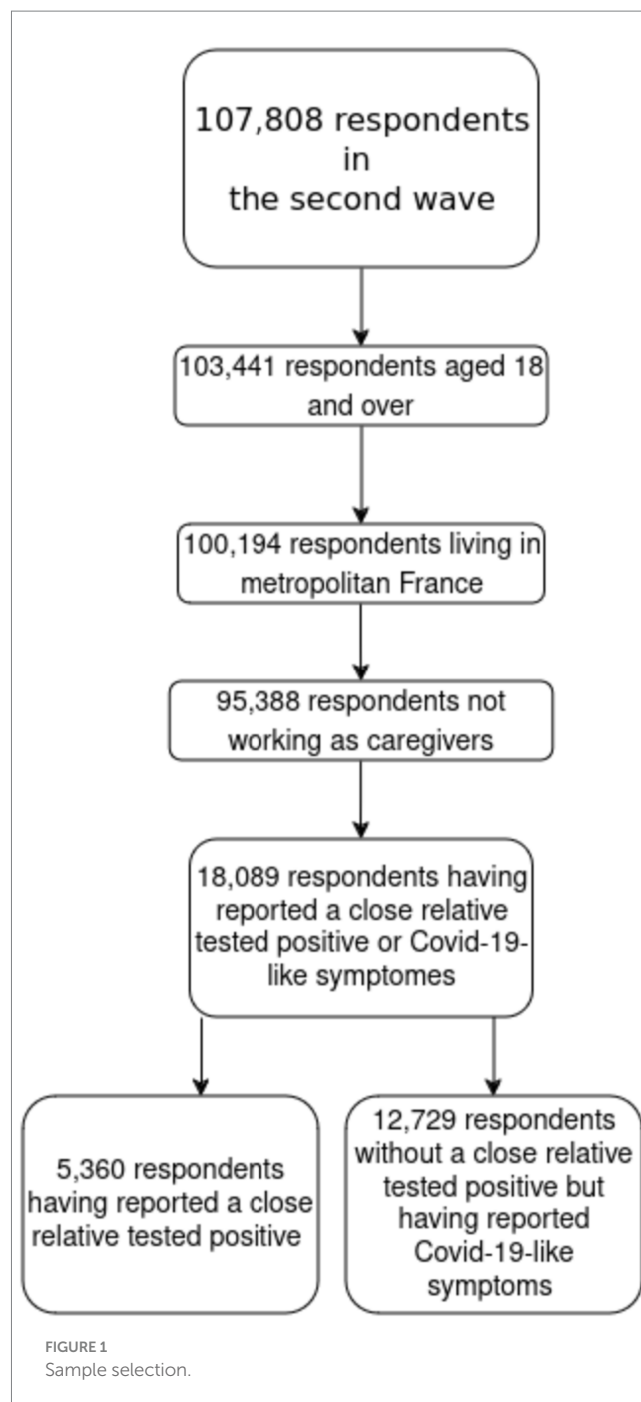 107,808 respondents
in
the second wave
103,441 respondents aged 18
and over
100,194 respondents living in
metropolitan France
95,388 respondents not
working as caregivers
18,089 respondents having
reported a close relative
tested positive or Covid-19-
like symptomes
5,360 respondents
having reported a close
relative tested positive
12,729 respondents
without a close relative
tested positive but
having reported
Covid-19-like
symptoms
FIGURE 1
Sample selection.